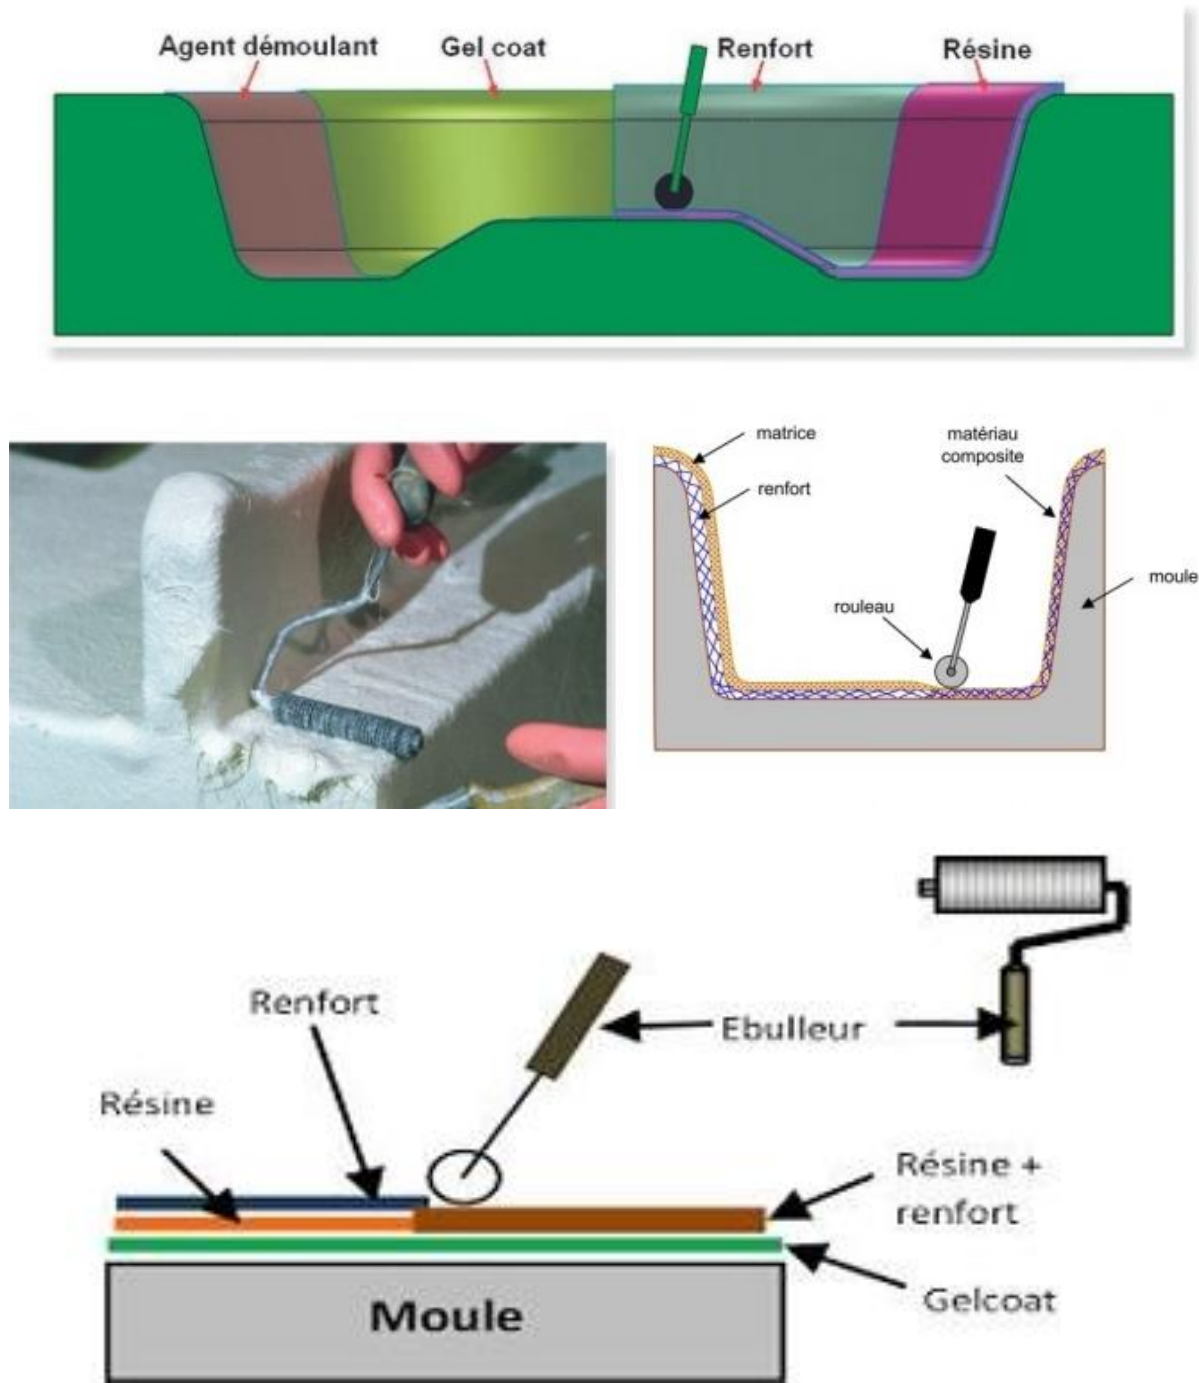 Agent démoulant
Gel coat
Renfort
Résine
matrice
renfort
matériau
composite
moule
rouleau
Renfort
Ebulleur
Résine
Résine +
renfort
Gelcoat
Moule